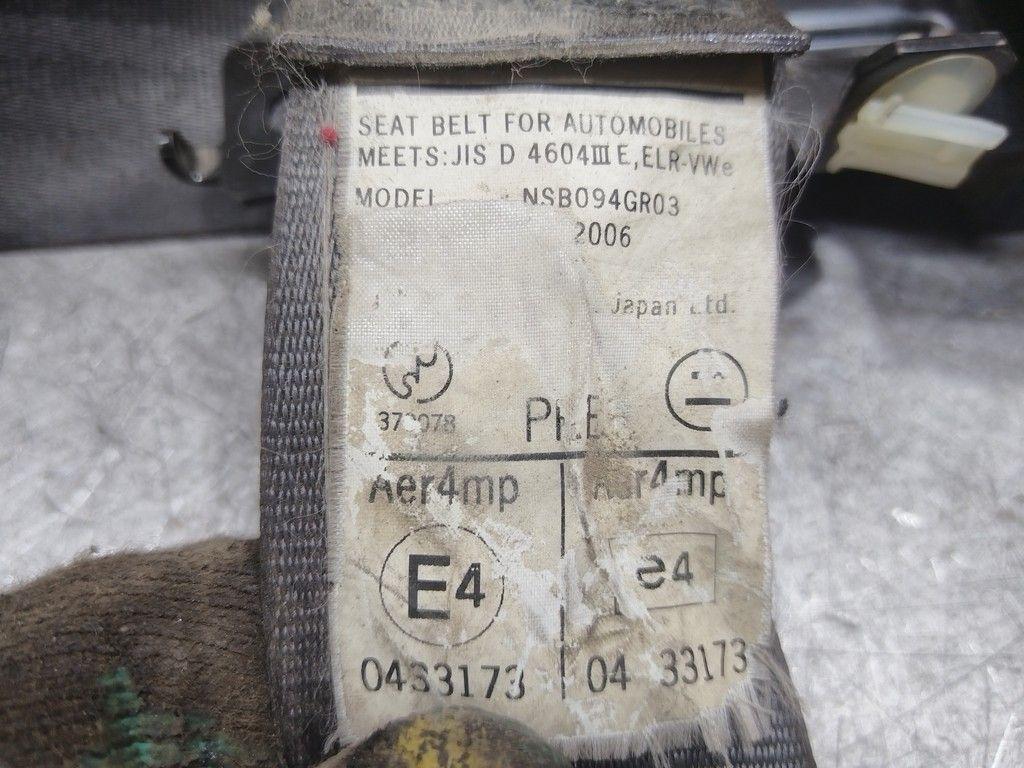 SEAT BELT FOR AUTOMOBILES
MEETS:JIS D 4604III E,ELR-VWe
MODEL NSB094GR03
2006
Japan Ltd.
Aer4mp
E4 e4
0433173 04 33173